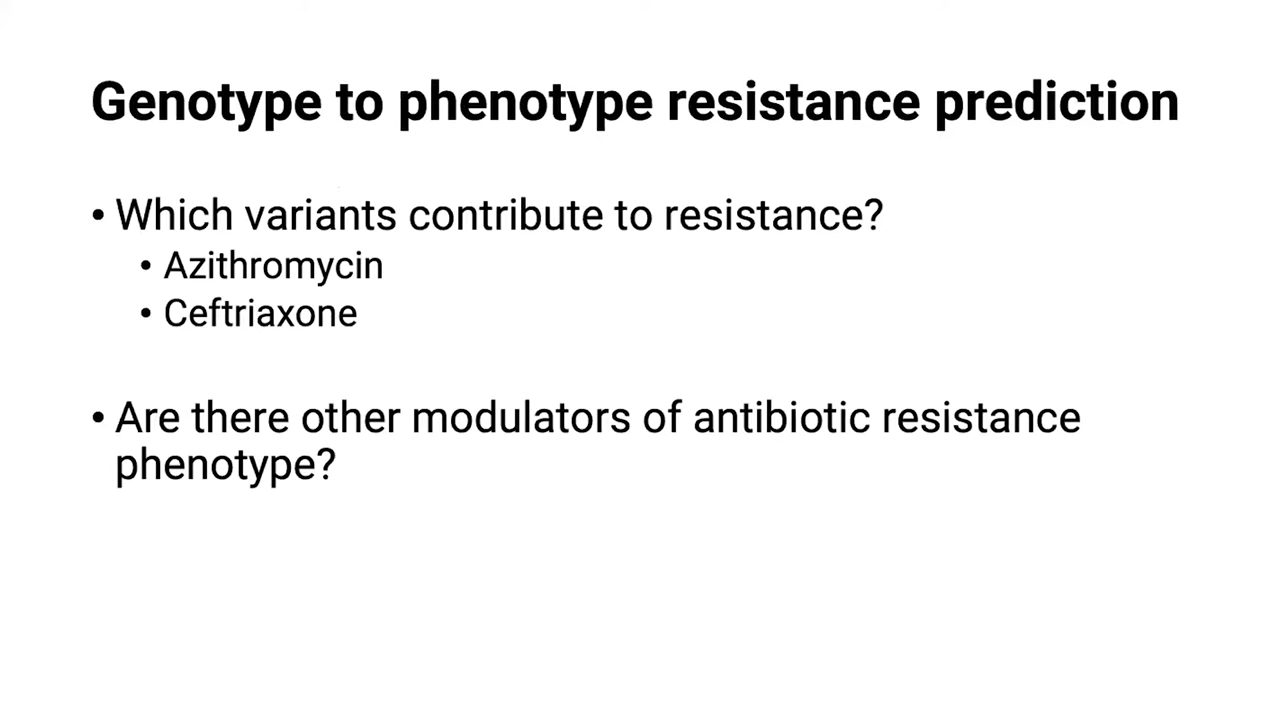 Genotype to phenotype resistance prediction
• Which variants contribute to resistance?
• Azithromycin
• Ceftriaxone
• Are there other modulators of antibiotic resistance
phenotype?